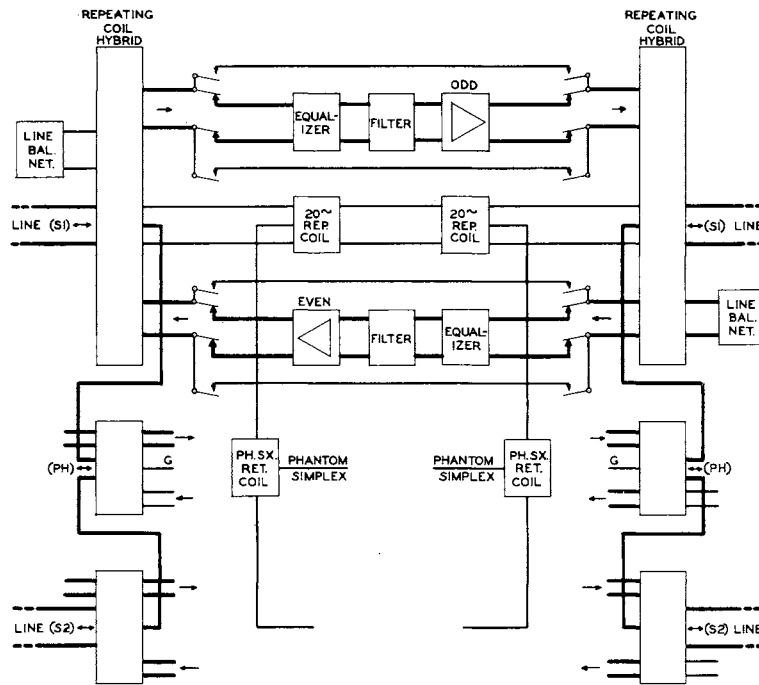 REPEATING
COIL
HYBRID
REPEATING
COIL
HYBRID
ODD
EQUAL-
IZER
FILTER
LINE
BAL.
NET.
LINE (S1)
20~
REP.
COIL
20~
REP.
COIL
(S1) LINE
EVEN
FILTER
EQUAL-
IZER
LINE
BAL.
NET.
(PH)
G
PH.SX.
RET.
COIL
PHANTOM
SIMPLEX
PHANTOM
SIMPLEX
PH.SX.
RET.
COIL
G
(PH)
LINE (S2)
(S2) LINE